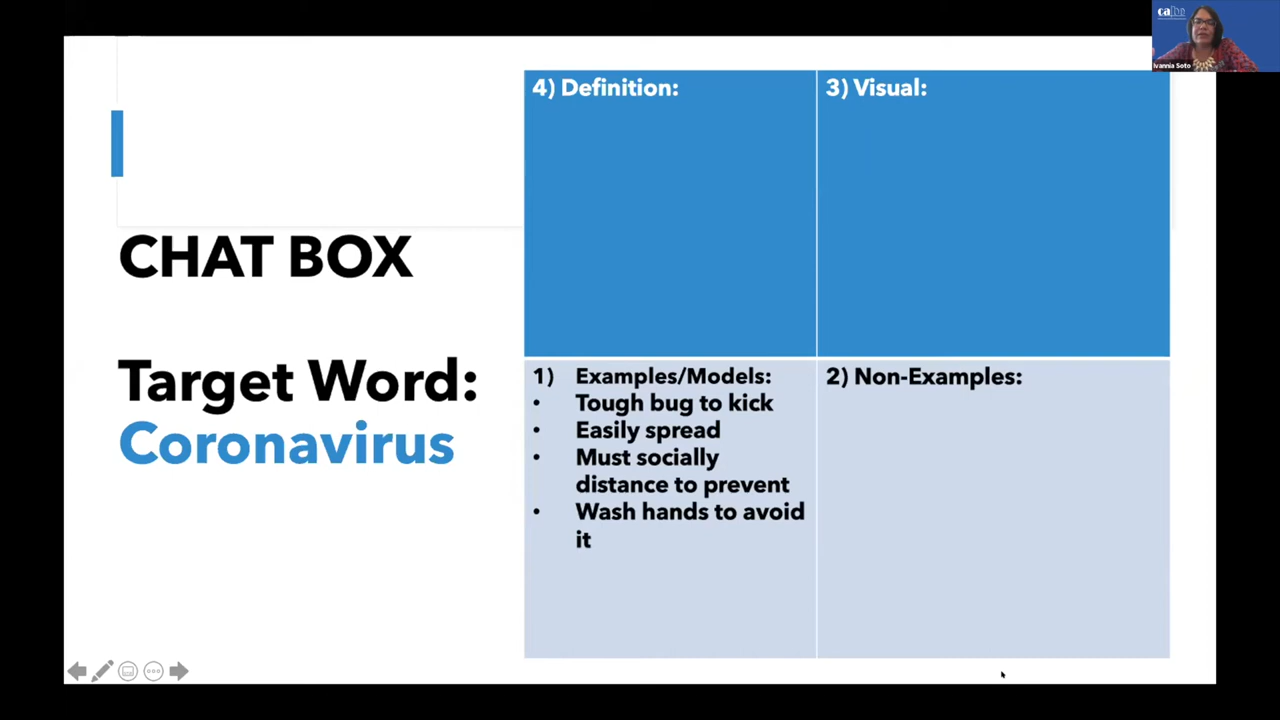 cabe
Ivannia Soto
CHAT BOX
Target Word:
Coronavirus
4) Definition:
3) Visual:
1) Examples/Models:
• Tough bug to kick
• Easily spread
• Must socially
distance to prevent
• Wash hands to avoid
it
2) Non-Examples: